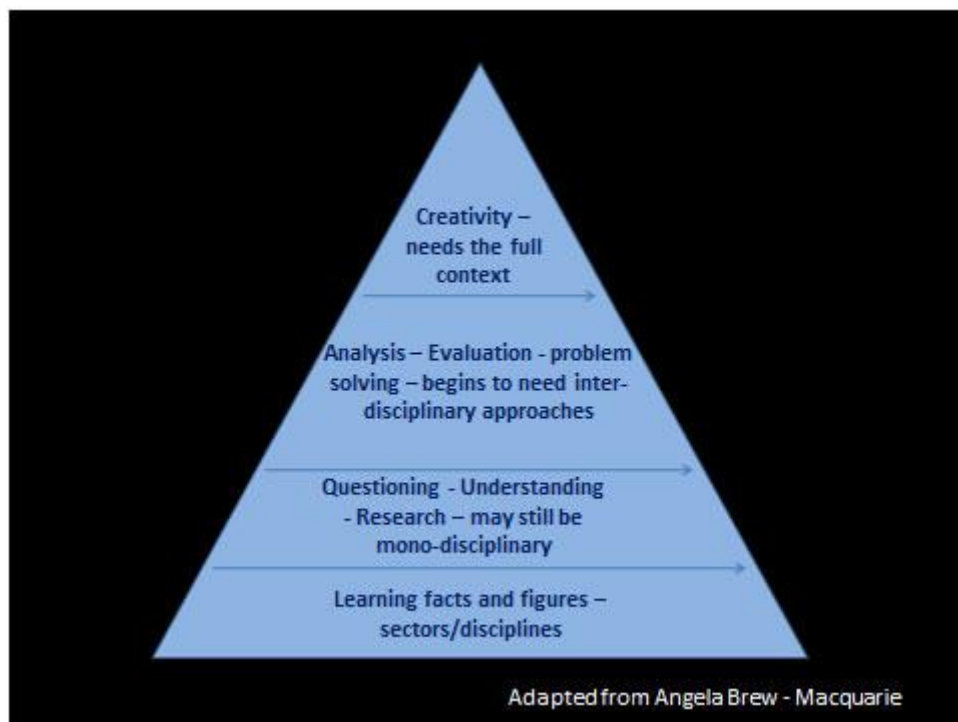 Creativity –
needs the full
context
Analysis – Evaluation - problem
solving – begins to need inter-
disciplinary approaches
Questioning - Understanding
- Research – may still be
mono-disciplinary
Learning facts and figures –
sectors/disciplines
Adapted from Angela Brew - Macquarie